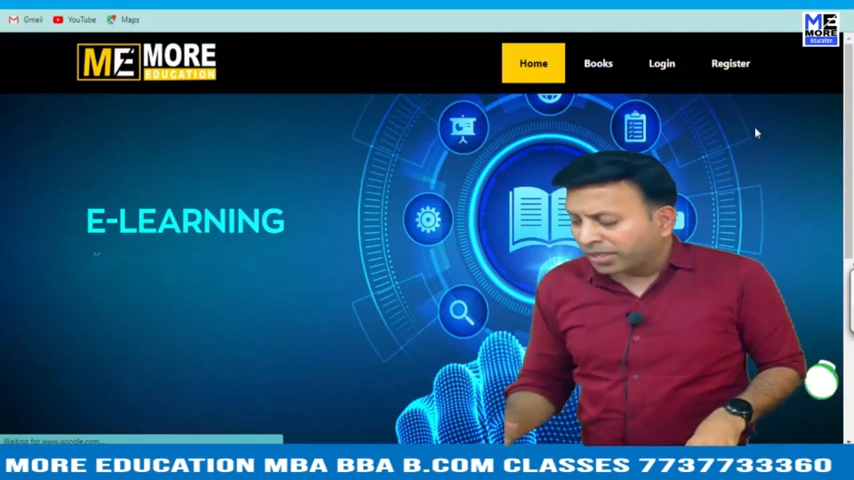 Gmail YouTube Maps
ME MORE Education
ME MORE EDUCATION
Home Books Login Register
E-LEARNING
“
Waiting for www.google.com...
MORE EDUCATION MBA BBA B.COM CLASSES 7737733360